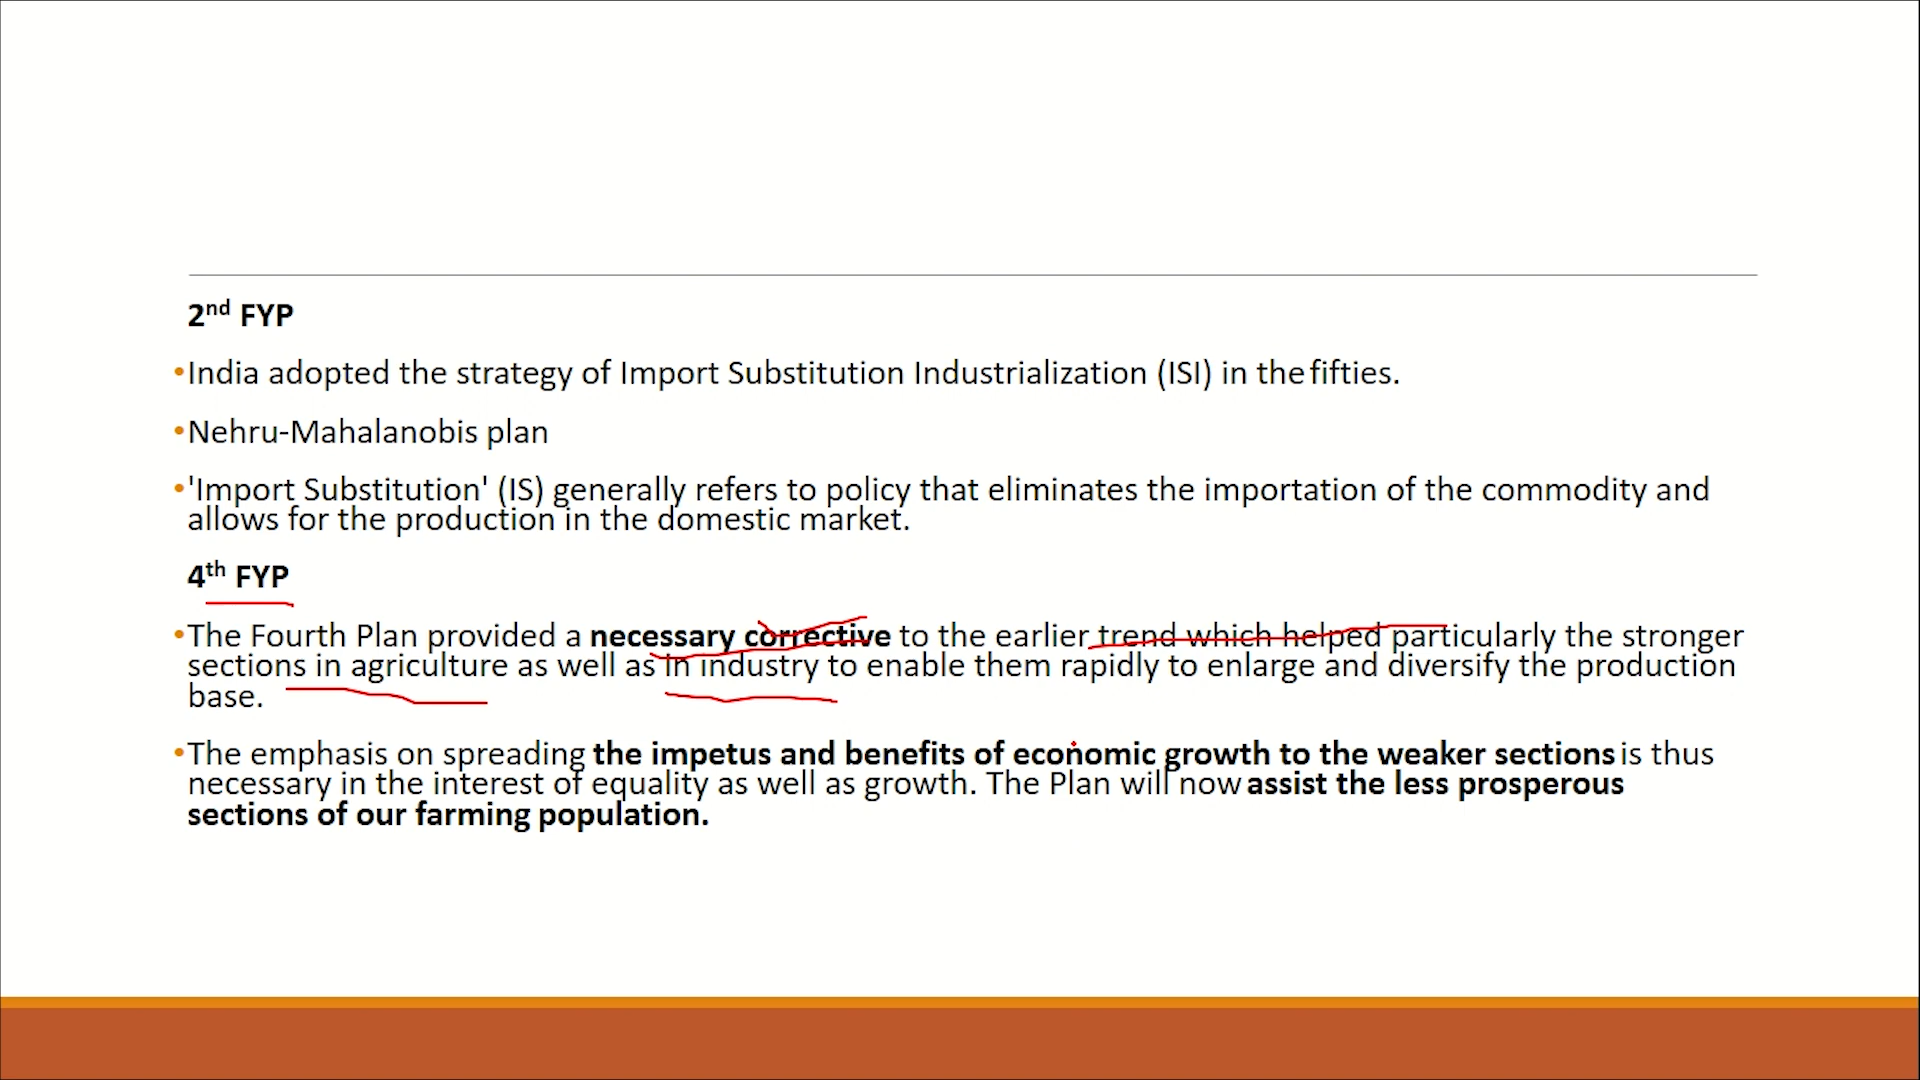 2nd FYP
•India adopted the strategy of Import Substitution Industrialization (ISI) in the fifties.
•Nehru-Mahalanobis plan
•'Import Substitution' (IS) generally refers to policy that eliminates the importation of the commodity and
allows for the production in the domestic market.
4th FYP
•The Fourth Plan provided a necessary corrective to the earlier trend which helped particularly the stronger
sections in agriculture as well as in industry to enable them rapidly to enlarge and diversify the production
base.
•The emphasis on spreading the impetus and benefits of economic growth to the weaker sections is thus
necessary in the interest of equality as well as growth. The Plan will now assist the less prosperous
sections of our farming population.